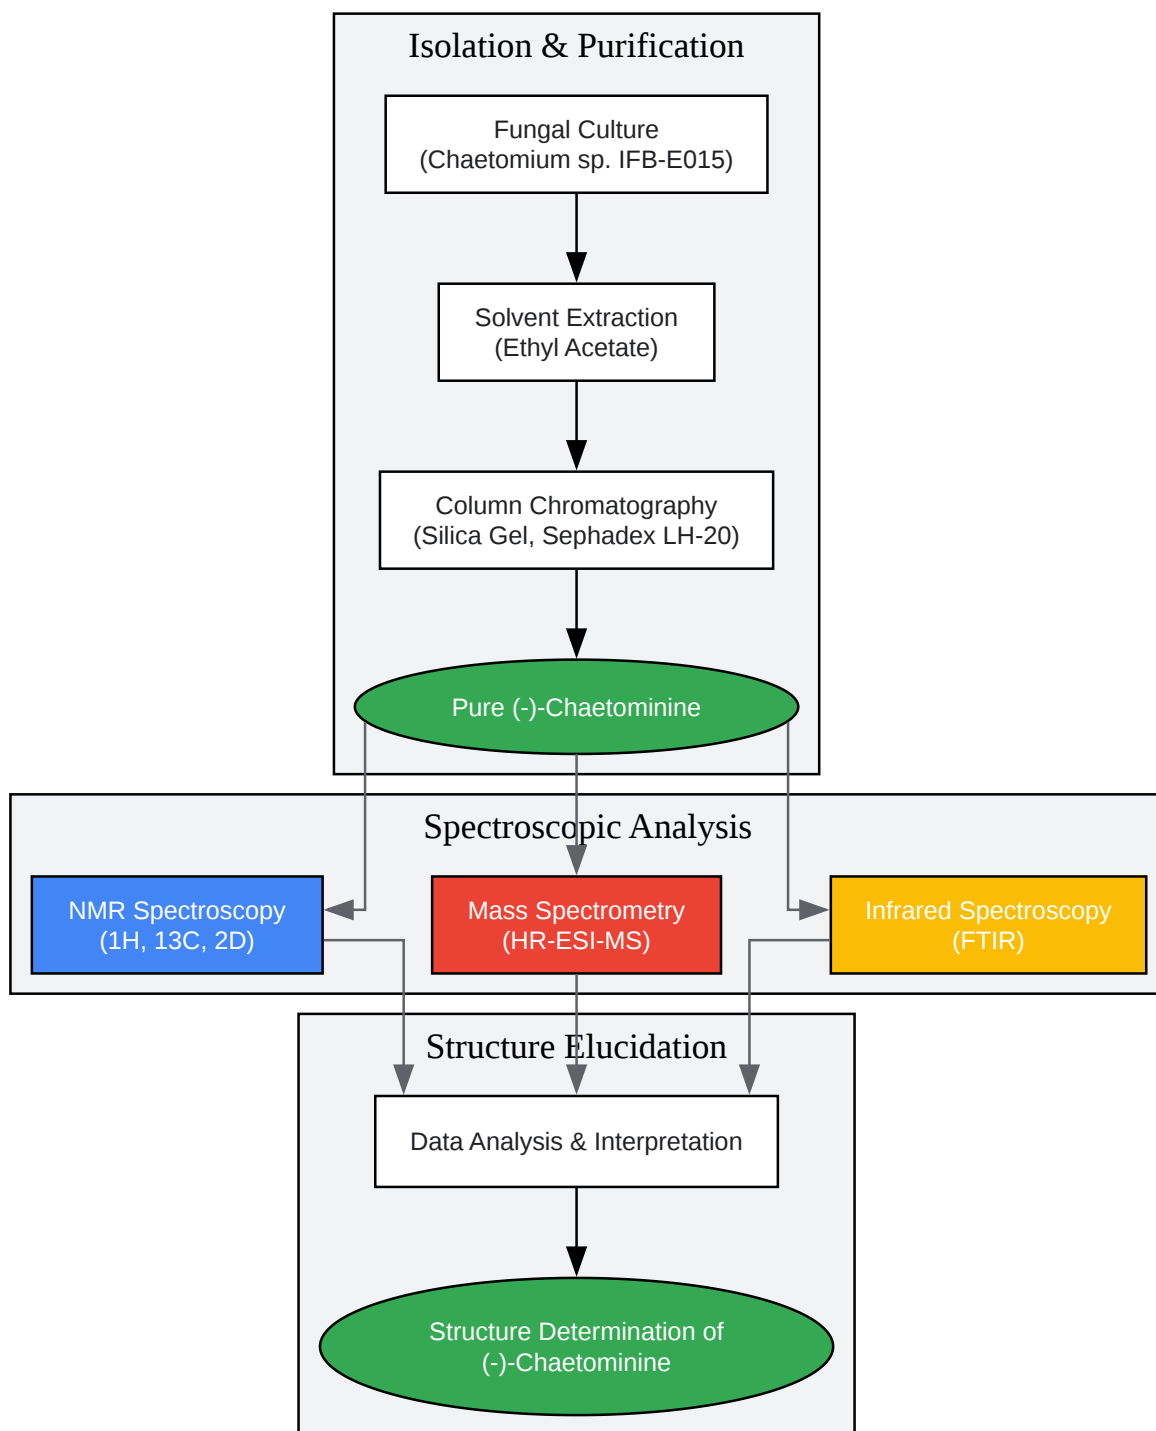 Isolation & Purification
Fungal Culture
(Chaetomium sp. IFB-E015)
Solvent Extraction
(Ethyl Acetate)
Column Chromatography
(Silica Gel, Sephadex LH-20)
Pure (-)-Chaetominine
Spectroscopic Analysis
NMR Spectroscopy
(1H, 13C, 2D)
Mass Spectrometry
(HR-ESI-MS)
Infrared Spectroscopy
(FTIR)
Structure Elucidation
Data Analysis & Interpretation
Structure Determination of
(-)-Chaetominine